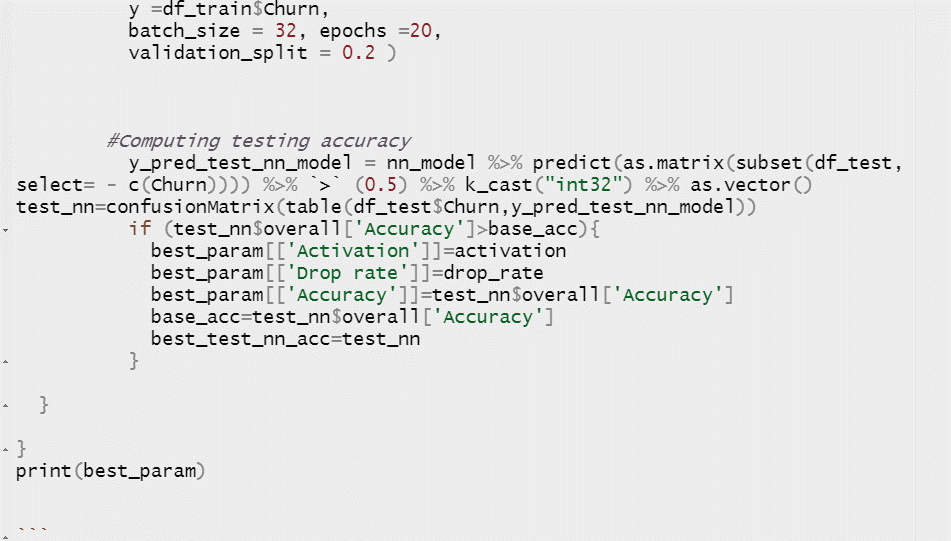 y =df_train$Churn,
batch_size = 32, epochs =20,
validation_split = 0.2 )
#Computing testing accuracy
y_pred_test_nn_model = nn_model %>% predict(as.matrix(subset(df_test,
select= - c(Churn)))) %>% `>` (0.5) %>% k_cast("int32") %>% as.vector()
test_nn=confusionMatrix(table(df_test$Churn,y_pred_test_nn_model))
if (test_nn$overall['Accuracy']>base_acc){
best_param[['Activation']]=activation
best_param[['Drop rate']]=drop_rate
best_param[['Accuracy']]=test_nn$overall['Accuracy']
base_acc=test_nn$overall['Accuracy']
best_test_nn_acc=test_nn
}
}
}
print(best_param)
```